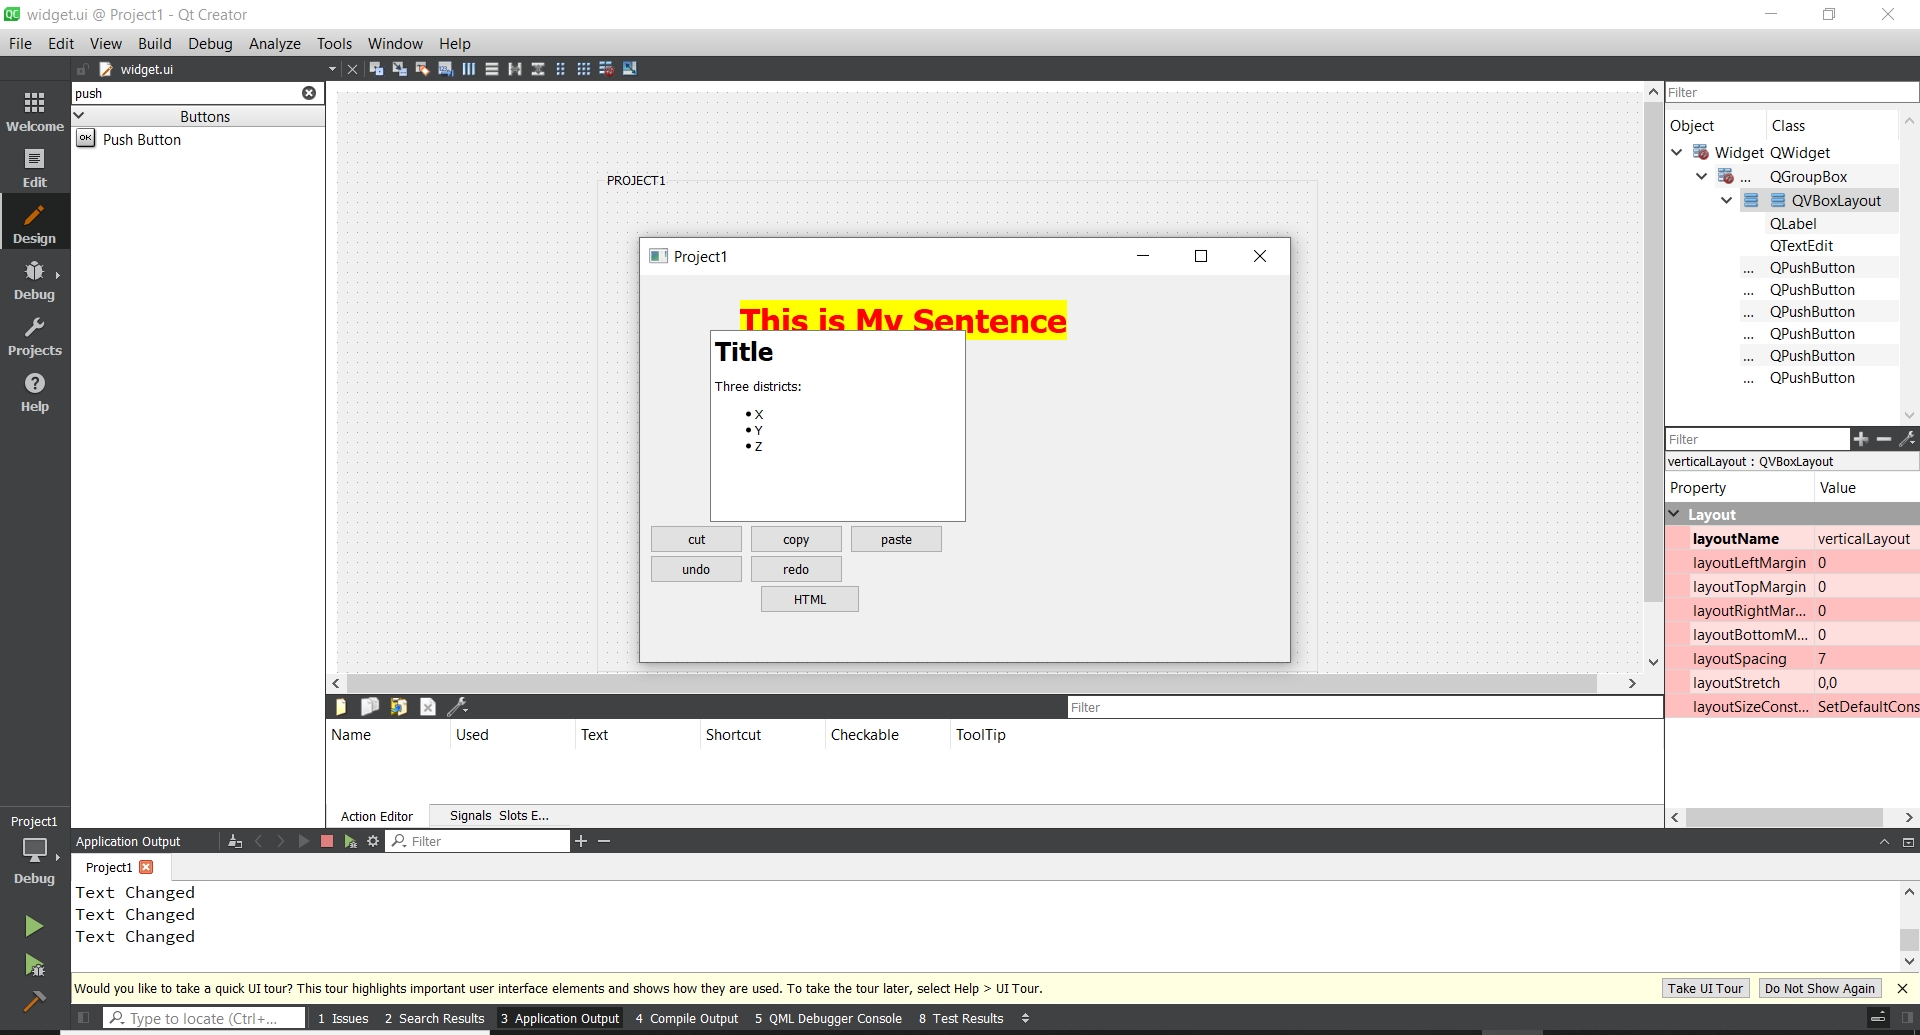 widget.ui @ Project1 - Qt Creator
File Edit View Build Debug Analyze Tools Window Help
widget.ui
push
Buttons
OK Push Button
Welcome
Edit
Design
Debug
Projects
Help
PROJECT1
Project1
This is My Sentence
Title
Three districts:
• X
• Y
• Z
cut copy paste
undo redo
HTML
Filter
Object Class
Widget QWidget
... QGroupBox
QVBoxLayout
QLabel
QTextEdit
... QPushButton
... QPushButton
... QPushButton
... QPushButton
... QPushButton
... QPushButton
Filter
verticalLayout : QVBoxLayout
Property Value
Layout
layoutName verticalLayout
layoutLeftMargin 0
layoutTopMargin 0
layoutRightMar... 0
layoutBottomM... 0
layoutSpacing 7
layoutStretch 0,0
layoutSizeConst... SetDefaultCons
Filter
Name Used Text Shortcut Checkable ToolTip
Action Editor Signals Slots E...
Project1
Debug
Application Output Filter
Project1
Text Changed
Text Changed
Text Changed
Would you like to take a quick UI tour? This tour highlights important user interface elements and shows how they are used. To take the tour later, select Help > UI Tour. Take UI Tour Do Not Show Again
Type to locate (Ctrl+... 1 Issues 2 Search Results 3 Application Output 4 Compile Output 5 QML Debugger Console 8 Test Results